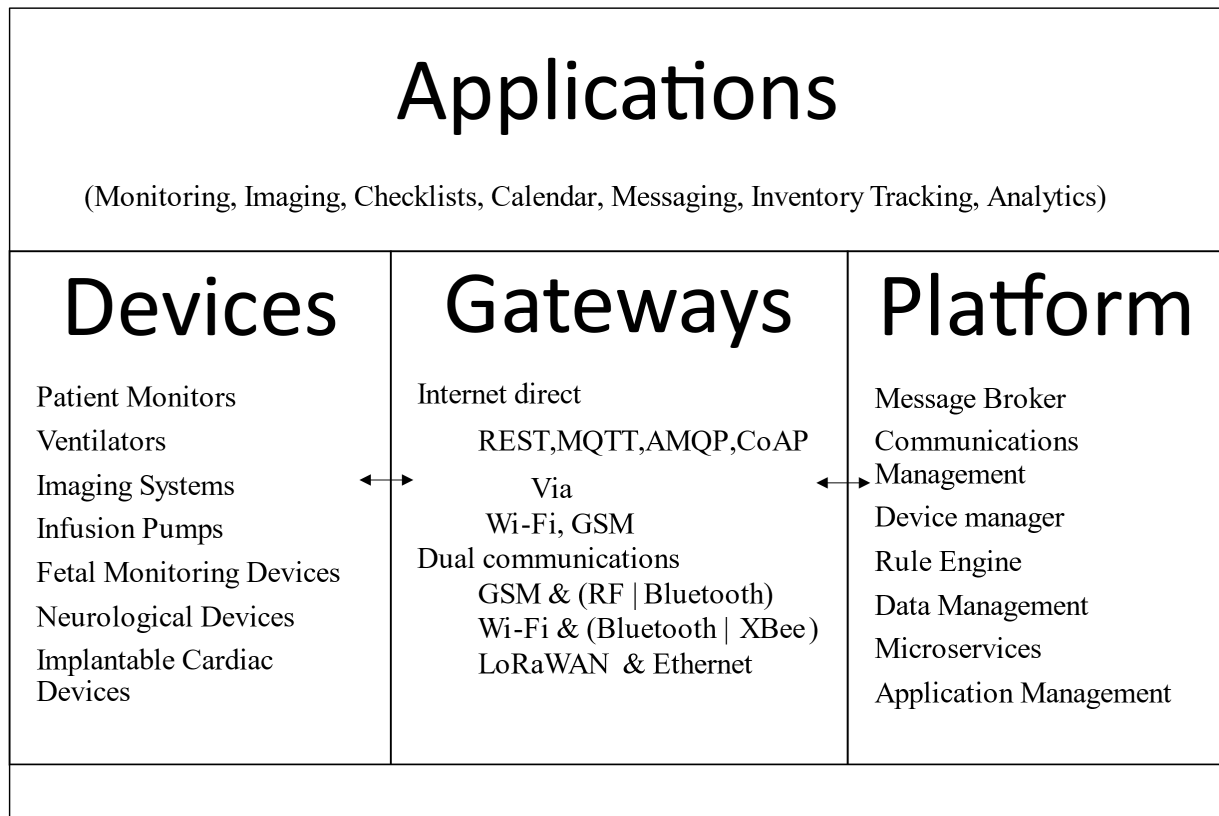 Applications
(Monitoring, Imaging, Checklists, Calendar, Messaging, Inventory Tracking, Analytics)
Devices
Patient Monitors
Ventilators
Imaging Systems
Infusion Pumps
Fetal Monitoring Devices
Neurological Devices
Implantable Cardiac
Devices
Gateways
Internet direct
REST,MQTT,AMQP,CoAP
Via
Wi-Fi, GSM
Dual communications
GSM & (RF | Bluetooth)
Wi-Fi & (Bluetooth | XBee)
LoRaWAN & Ethernet
Platform
Message Broker
Communications
Management
Device manager
Rule Engine
Data Management
Microservices
Application Management